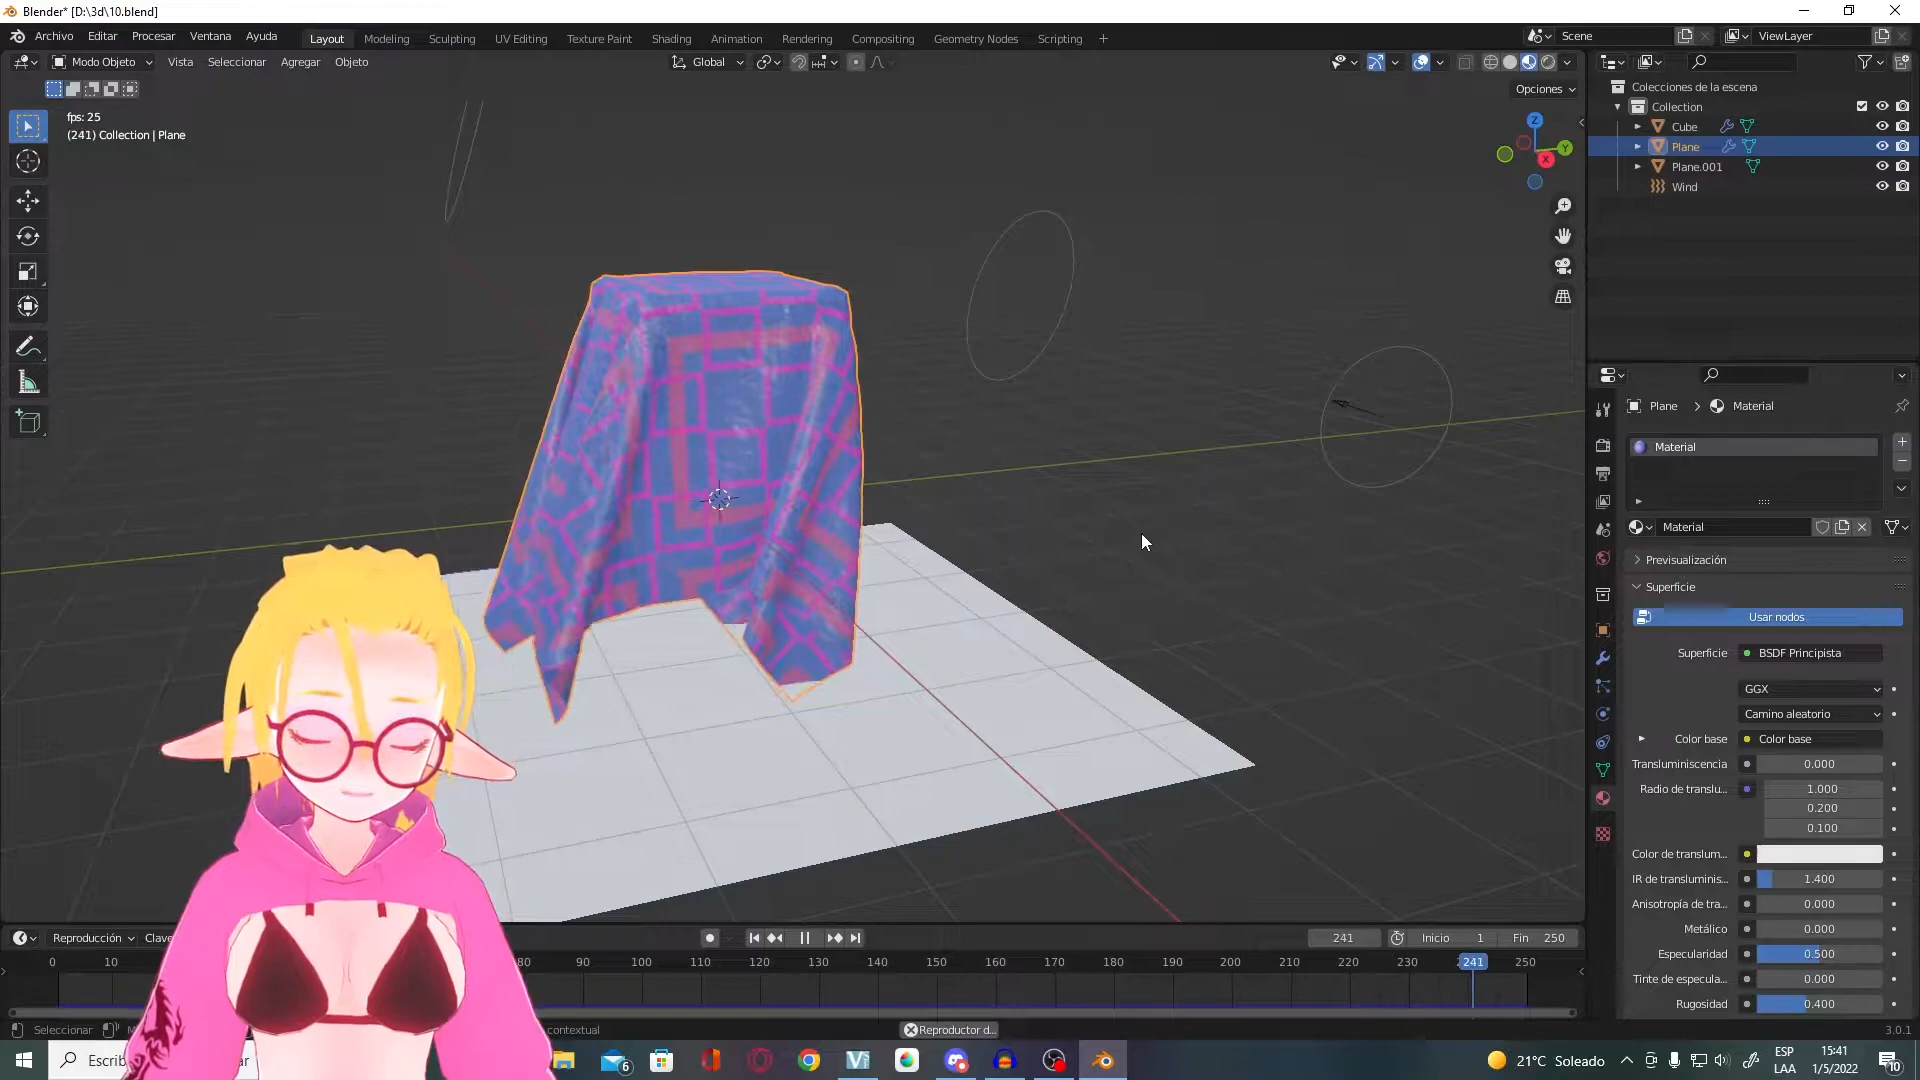 Blender* [D:\3d\10.blend]
Archivo Editar Procesar Ventana Ayuda Layout Modeling Sculpting UV Editing Texture Paint Shading Animation Rendering Compositing Geometry Nodes Scripting + Scene ViewLayer
Modo Objeto Vista Seleccionar Agregar Objeto Global
Opciones
fps: 25
(241) Collection | Plane
Z
Y
X
Colecciones de la escena
Collection
Cube
Plane
Plane.001
Wind
Plane > Material
Material
Material
Previsualización
Superficie
Usar nodos
Superficie BSDF Principista
GGX
Camino aleatorio
Color base Color base
Transluminiscencia 0.000
Radio de translu... 1.000
0.200
0.100
Color de translum...
IR de transluminis... 1.400
Anisotropía de tra... 0.000
Metálico 0.000
Especularidad 0.500
Tinte de especula... 0.000
Rugosidad 0.400
Reproducción Clave 241 Inicio 1 Fin 250
0 10 80 90 100 110 120 130 140 150 160 170 180 190 200 210 220 230 241 250
Seleccionar contextual Reproductor d... 3.0.1
Escrib ar 6 21°C Soleado ESP LAA 15:41 1/5/2022 10